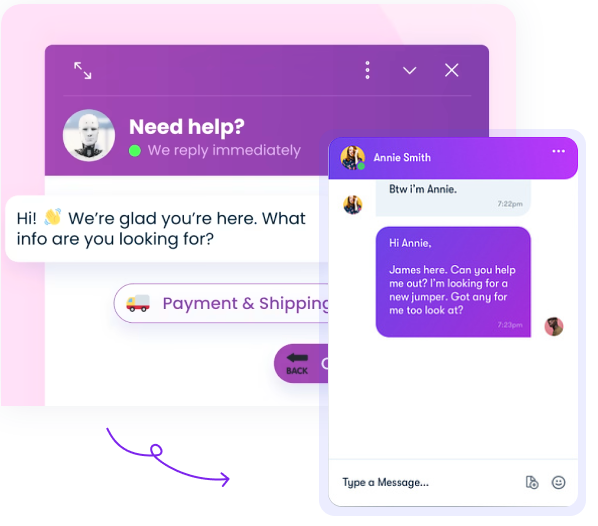 Need help?
We reply immediately
Hi! 👋 We're glad you're here. What
info are you looking for?
Payment & Shipping
BACK
Annie Smith
Btw i'm Annie.
7:22pm
Hi Annie,
James here. Can you help
me out? I'm looking for a
new jumper. Got any for
me too look at?
7:23pm
Type a Message...